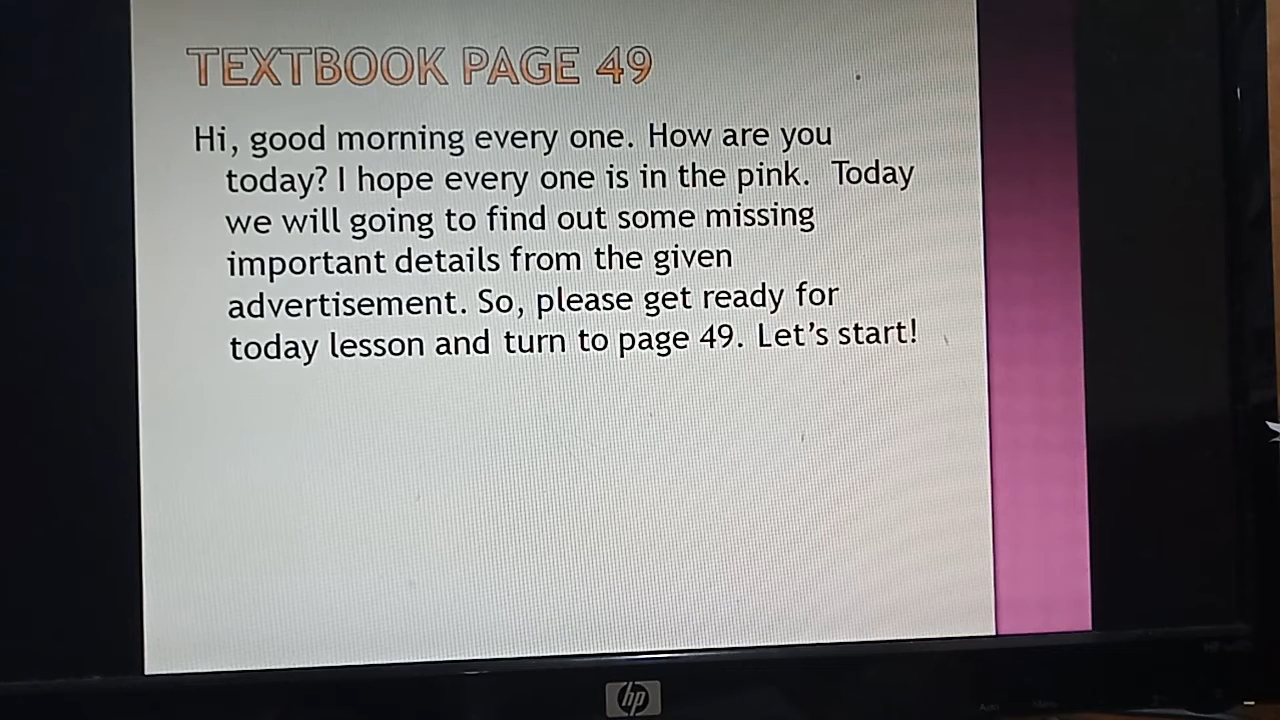 TEXTBOOK PAGE 49
Hi, good morning every one. How are you
today? I hope every one is in the pink.  Today
we will going to find out some missing
important details from the given
advertisement. So, please get ready for
today lesson and turn to page 49. Let's start!
hp